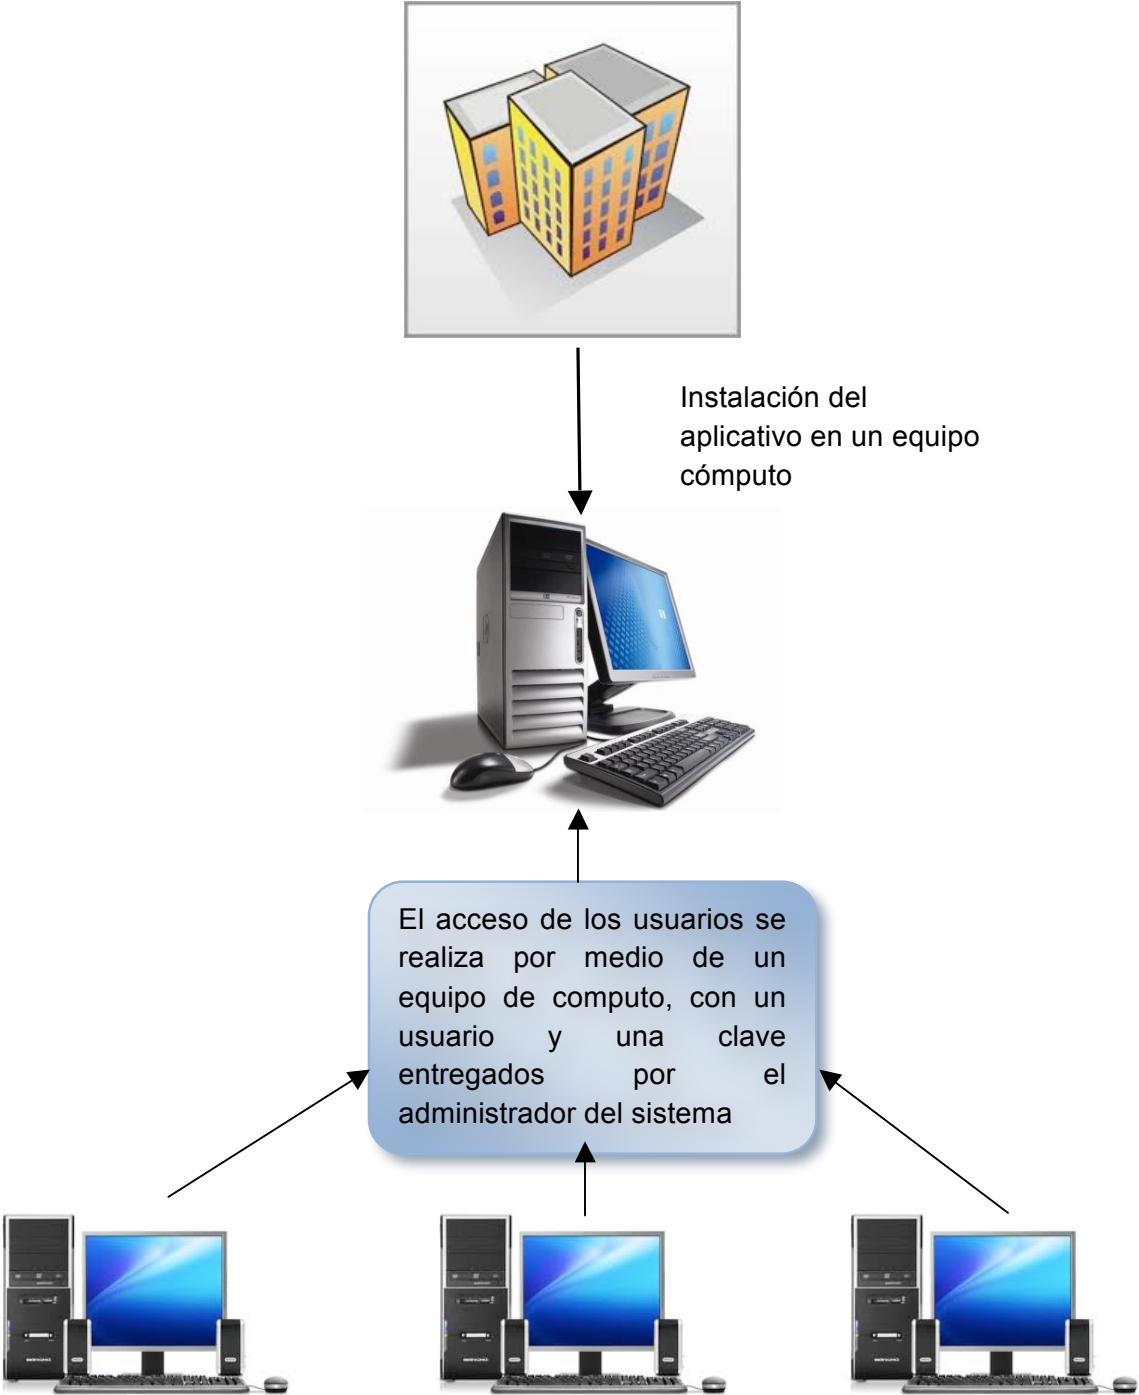 Instalación del
aplicativo en un equipo
cómputo
El acceso de los usuarios se
realiza por medio de un
equipo de computo, con un
usuario y una clave
entregados por el
administrador del sistema